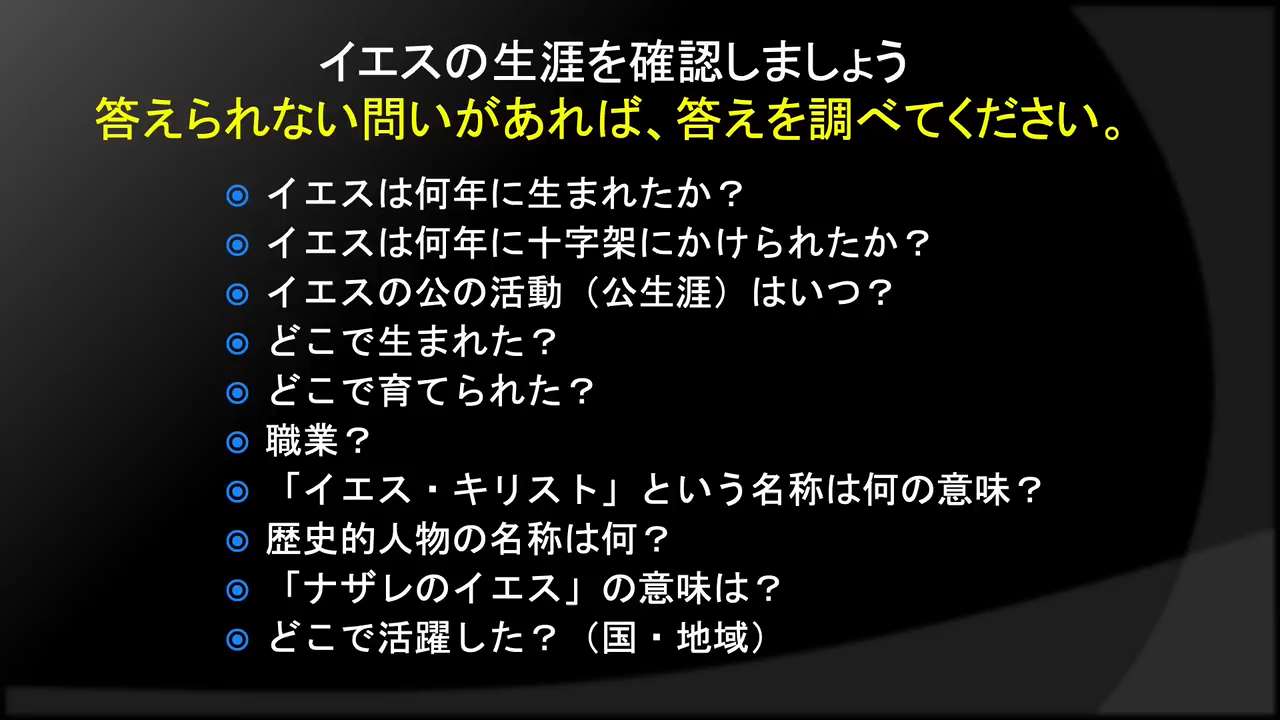 イエスの生涯を確認しましょう
答えられない問いがあれば、答えを調べてください。
イエスは何年に生まれたか？
イエスは何年に十字架にかけられたか？
イエスの公の活動（公生涯）はいつ？
どこで生まれた？
どこで育てられた？
職業？
「イエス・キリスト」という名称は何の意味？
歴史的人物の名称は何？
「ナザレのイエス」の意味は？
どこで活躍した？（国・地域）